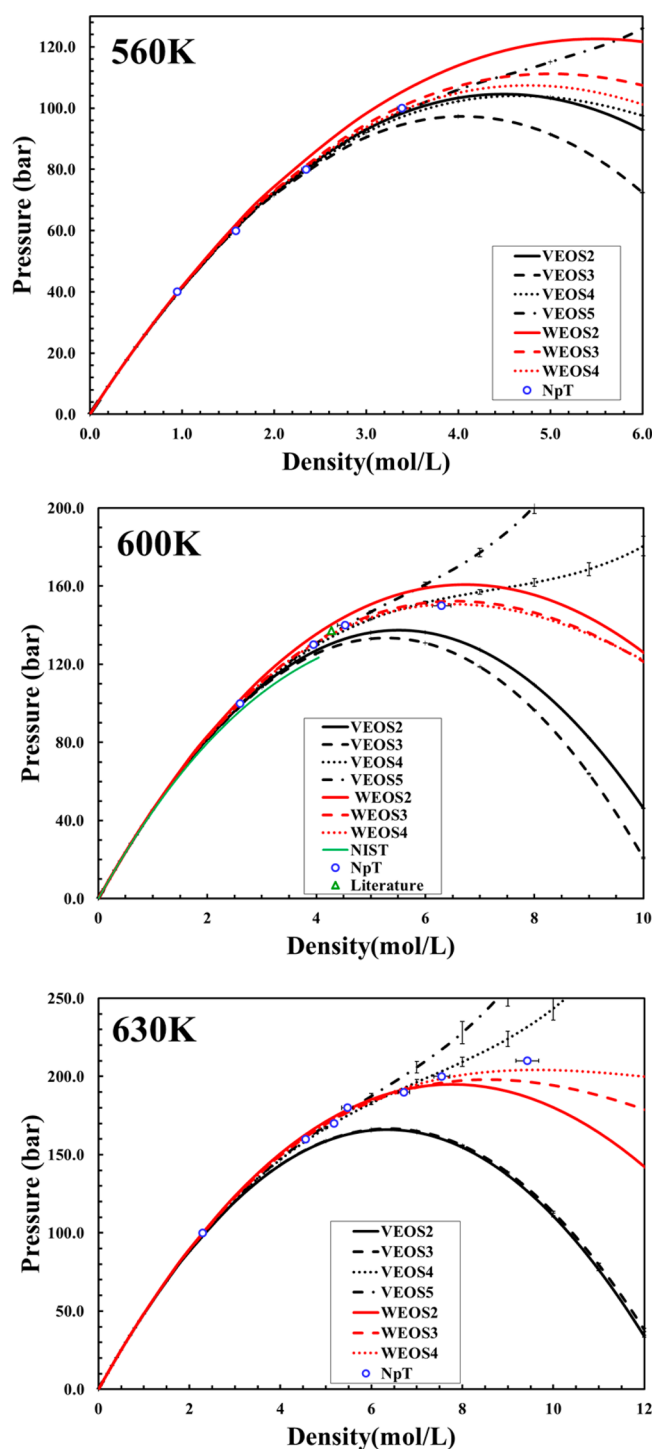 560K
120.0
100.0
80.0
60.0
40.0
20.0
0.0
Pressure (bar)
VEOS2
VEOS3
VEOS4
VEOS5
WEOS2
WEOS3
WEOS4
NpT
0.0 1.0 2.0 3.0 4.0 5.0 6.0
Density(mol/L)
600K
200.0
160.0
120.0
80.0
40.0
0.0
Pressure (bar)
VEOS2
VEOS3
VEOS4
VEOS5
WEOS2
WEOS3
WEOS4
NIST
NpT
Literature
0 2 4 6 8 10
Density(mol/L)
630K
250.0
200.0
150.0
100.0
50.0
0.0
Pressure (bar)
VEOS2
VEOS3
VEOS4
VEOS5
WEOS2
WEOS3
WEOS4
NpT
0 2 4 6 8 10 12
Density(mol/L)